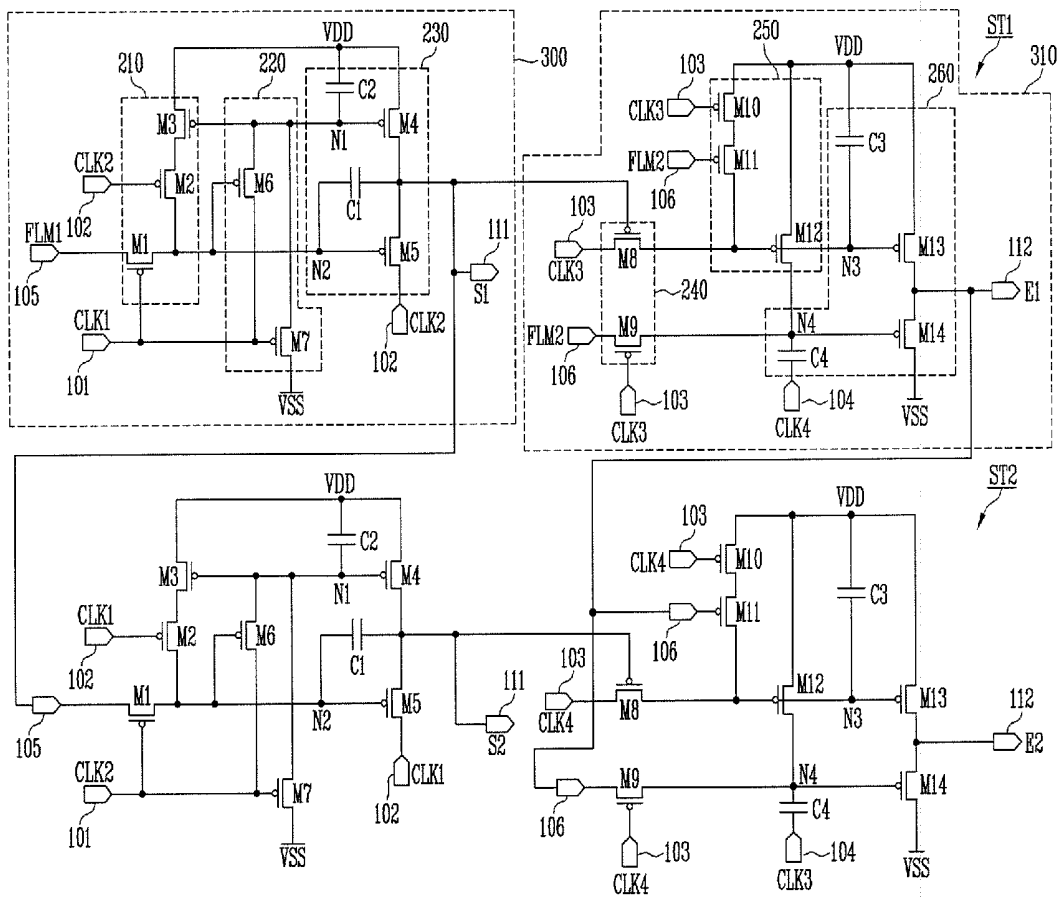 VDD
230
300
210
220
C2
M3
M4
N1
CLK2
102
M2
M6
C1
FLM1
105
M1
N2
M5
111
S1
CLK1
101
M7
102
CLK2
VSS
ST1
310
250
VDD
260
103
CLK3
M10
FLM2
106
M11
C3
103
CLK3
M8
M12
N3
M13
112
E1
240
FLM2
106
M9
N4
M14
C4
103
CLK3
104
CLK4
VSS
VDD
C2
M3
M4
N1
CLK1
102
M2
M6
C1
105
M1
N2
M5
111
S2
CLK2
101
M7
102
CLK1
VSS
ST2
VDD
103
CLK4
M10
106
M11
C3
103
CLK4
M8
M12
N3
M13
112
E2
106
M9
N4
M14
C4
103
CLK4
104
CLK3
VSS